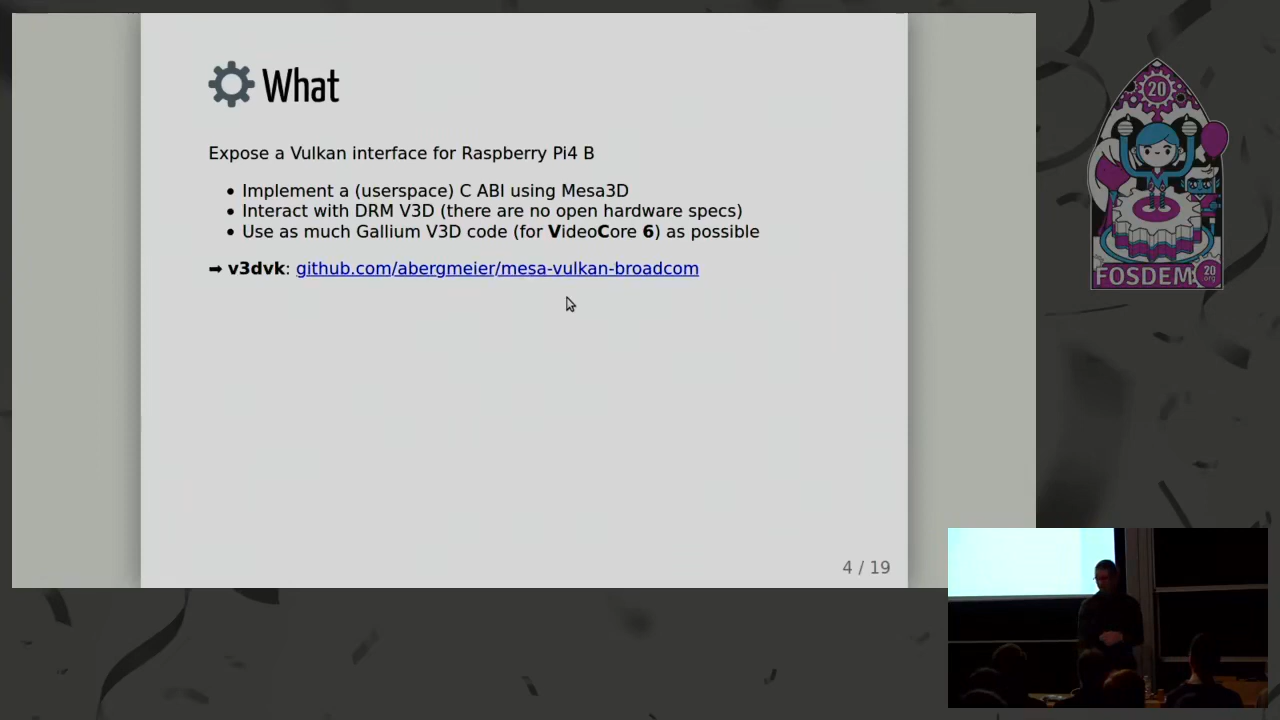 What
Expose a Vulkan interface for Raspberry Pi4 B
• Implement a (userspace) C ABI using Mesa3D
• Interact with DRM V3D (there are no open hardware specs)
• Use as much Gallium V3D code (for VideoCore 6) as possible
➡ v3dvk: github.com/abergmeier/mesa-vulkan-broadcom
4 / 19
20
FOSDEM
20
.org